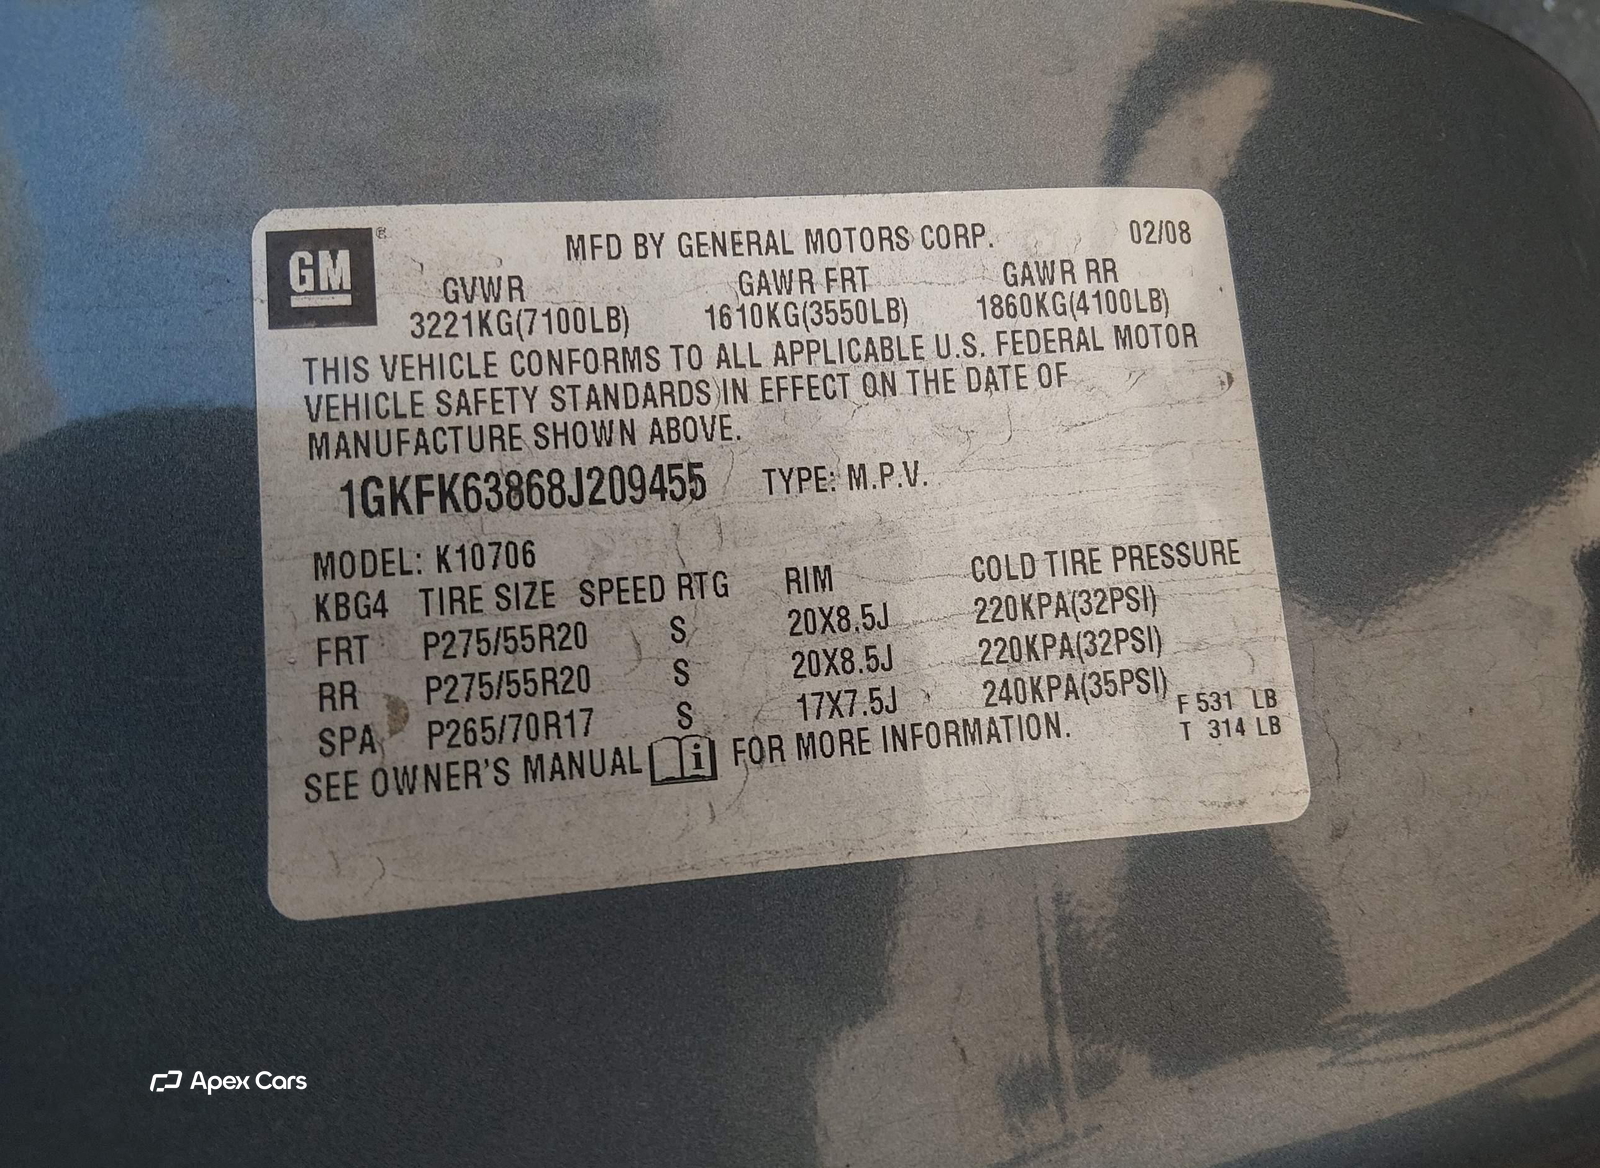 GM ®
MFD BY GENERAL MOTORS CORP. 02/08
GVWR GAWR FRT GAWR RR
3221KG(7100LB) 1610KG(3550LB) 1860KG(4100LB)
THIS VEHICLE CONFORMS TO ALL APPLICABLE U.S. FEDERAL MOTOR
VEHICLE SAFETY STANDARDS IN EFFECT ON THE DATE OF
MANUFACTURE SHOWN ABOVE.
1GKFK63868J209455 TYPE: M.P.V.
MODEL: K10706
KBG4 TIRE SIZE SPEED RTG RIM COLD TIRE PRESSURE
FRT P275/55R20 S 20X8.5J 220KPA(32PSI)
RR P275/55R20 S 20X8.5J 220KPA(32PSI)
SPA P265/70R17 S 17X7.5J 240KPA(35PSI)
F 531 LB
T 314 LB
SEE OWNER'S MANUAL i FOR MORE INFORMATION.
Apex Cars